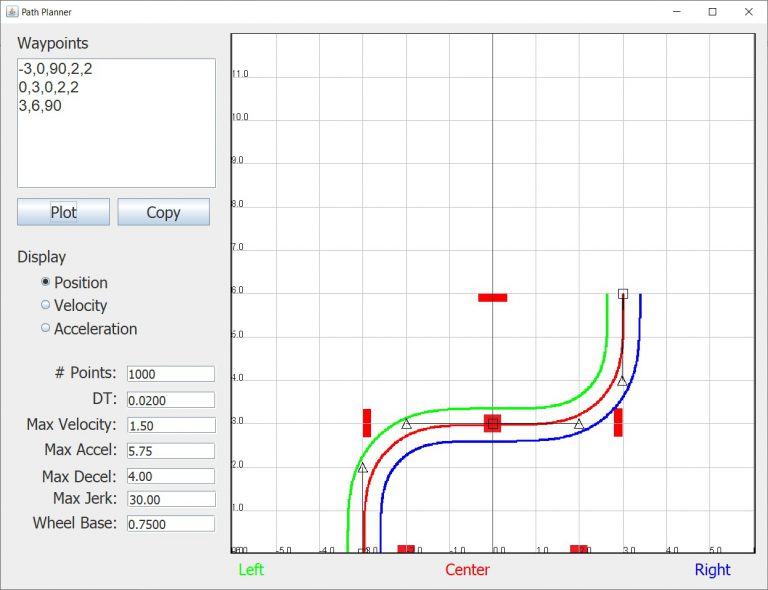 Path Planner
Waypoints
-3,0,90,2,2
0,3,0,2,2
3,6,90
Plot
Copy
Display
Position
Velocity
Acceleration
# Points: 1000
DT: 0.0200
Max Velocity: 1.50
Max Accel: 5.75
Max Decel: 4.00
Max Jerk: 30.00
Wheel Base: 0.7500
11.0
10.0
9.0
8.0
7.0
6.0
5.0
4.0
3.0
2.0
1.0
-5.0 -4.0 -1.0 0.0 1.0 2.0 3.0 4.0 5.0
Left Center Right